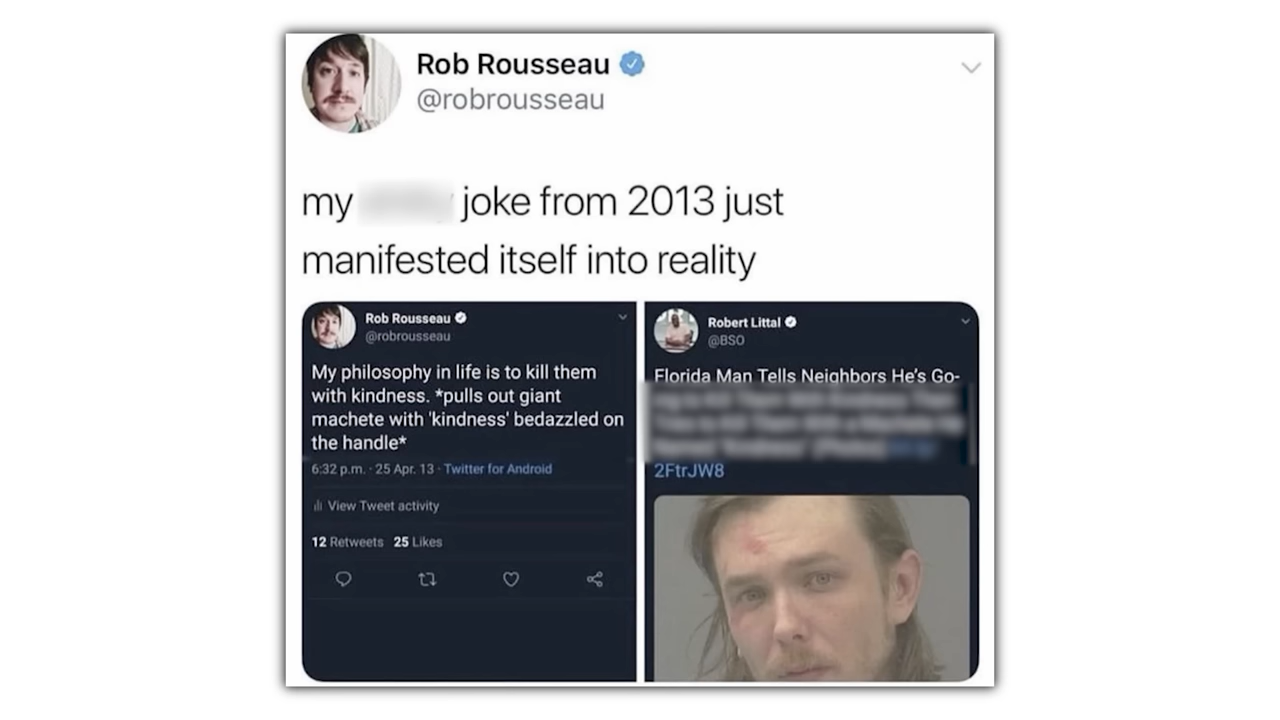 Rob Rousseau
@robrousseau
my joke from 2013 just
manifested itself into reality
Rob Rousseau
@robrousseau
My philosophy in life is to kill them
with kindness. *pulls out giant
machete with 'kindness' bedazzled on
the handle*
6:32 p.m. · 25 Apr. 13 · Twitter for Android
View Tweet activity
12 Retweets 25 Likes
Robert Littal
@BSO
Florida Man Tells Neighbors He’s Go-
2FtrJW8